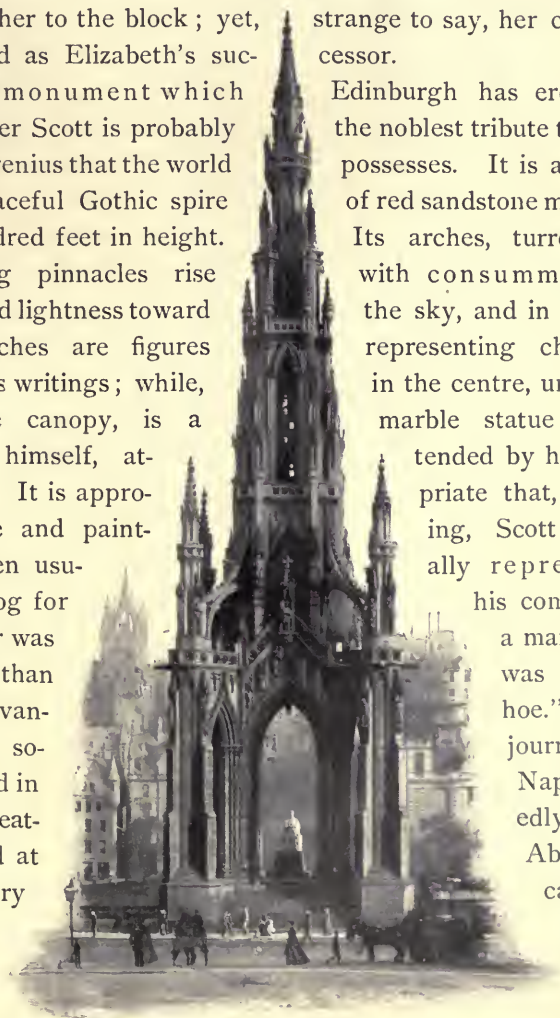 her to the block ; yet, strange to say, her c
d as Elizabeth's suc- cessor.
monument which Edinburgh has er
er Scott is probably the noblest tribute t
enius that the world possesses. It is a
aceful Gothic spire of red sandstone m
dred feet in height. Its arches, turr
g pinnacles rise with consumm
d lightness toward the sky, and in
ches are figures representing ch
s writings ; while, in the centre, un
canopy, is a marble statue
himself, at- tended by h
It is appro- priate that,
e and paint- ing, Scott
en usu- ally repre
og for his com
r was a ma
than was
van- hoe."
so- journ
d in Nap
eat- edly
d at Ab
ry ca